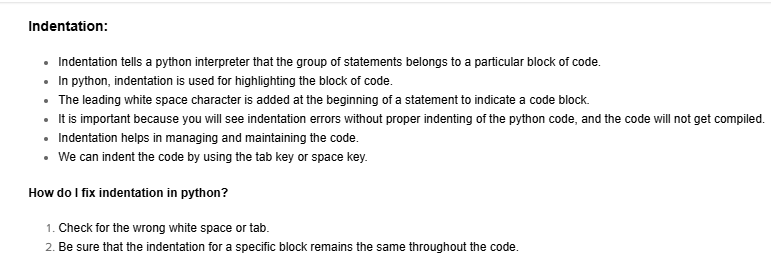 Indentation:
• Indentation tells a python interpreter that the group of statements belongs to a particular block of code.
• In python, indentation is used for highlighting the block of code.
• The leading white space character is added at the beginning of a statement to indicate a code block.
• It is important because you will see indentation errors without proper indenting of the python code, and the code will not get compiled.
• Indentation helps in managing and maintaining the code.
• We can indent the code by using the tab key or space key.
How do I fix indentation in python?
1. Check for the wrong white space or tab.
2. Be sure that the indentation for a specific block remains the same throughout the code.